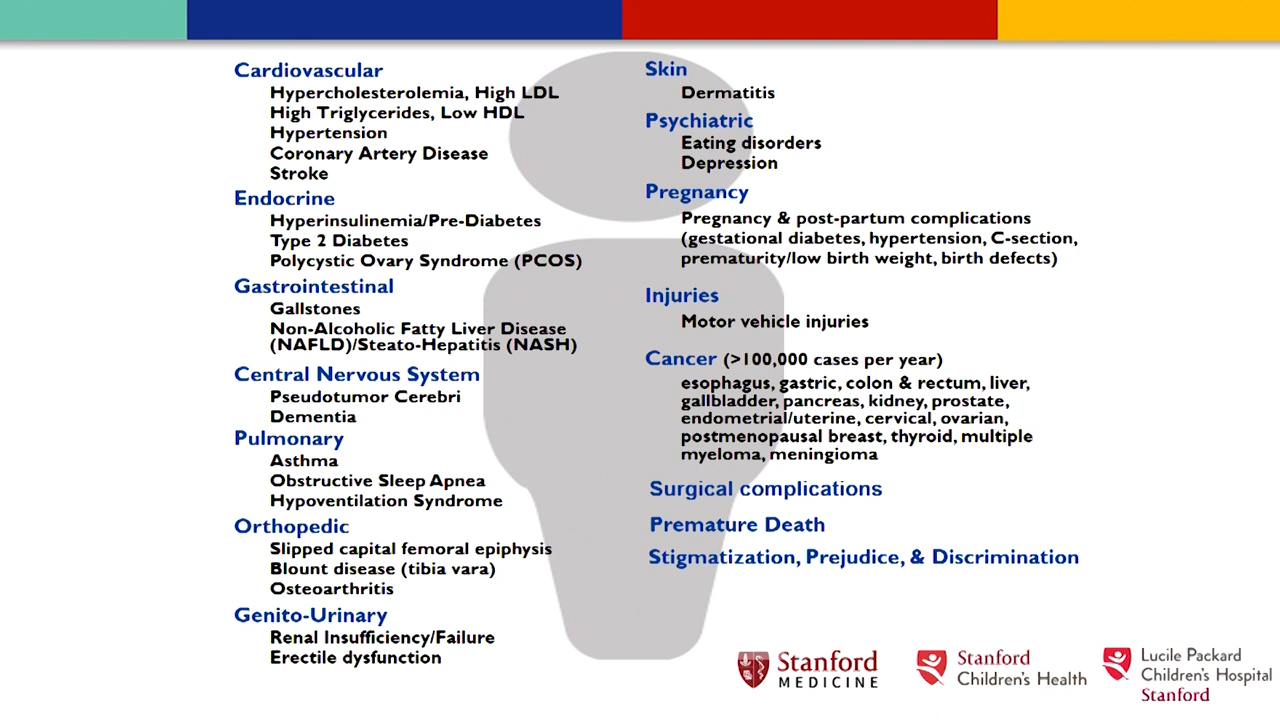 Cardiovascular
Hypercholesterolemia, High LDL
High Triglycerides, Low HDL
Hypertension
Coronary Artery Disease
Stroke
Endocrine
Hyperinsulinemia/Pre-Diabetes
Type 2 Diabetes
Polycystic Ovary Syndrome (PCOS)
Gastrointestinal
Gallstones
Non-Alcoholic Fatty Liver Disease
(NAFLD)/Steato-Hepatitis (NASH)
Central Nervous System
Pseudotumor Cerebri
Dementia
Pulmonary
Asthma
Obstructive Sleep Apnea
Hypoventilation Syndrome
Orthopedic
Slipped capital femoral epiphysis
Blount disease (tibia vara)
Osteoarthritis
Genito-Urinary
Renal Insufficiency/Failure
Erectile dysfunction
Skin
Dermatitis
Psychiatric
Eating disorders
Depression
Pregnancy
Pregnancy & post-partum complications
(gestational diabetes, hypertension, C-section,
prematurity/low birth weight, birth defects)
Injuries
Motor vehicle injuries
Cancer (>100,000 cases per year)
esophagus, gastric, colon & rectum, liver,
gallbladder, pancreas, kidney, prostate,
endometrial/uterine, cervical, ovarian,
postmenopausal breast, thyroid, multiple
myeloma, meningioma
Surgical complications
Premature Death
Stigmatization, Prejudice, & Discrimination
Stanford
MEDICINE
Stanford
Children's Health
Lucile Packard
Children's Hospital
Stanford